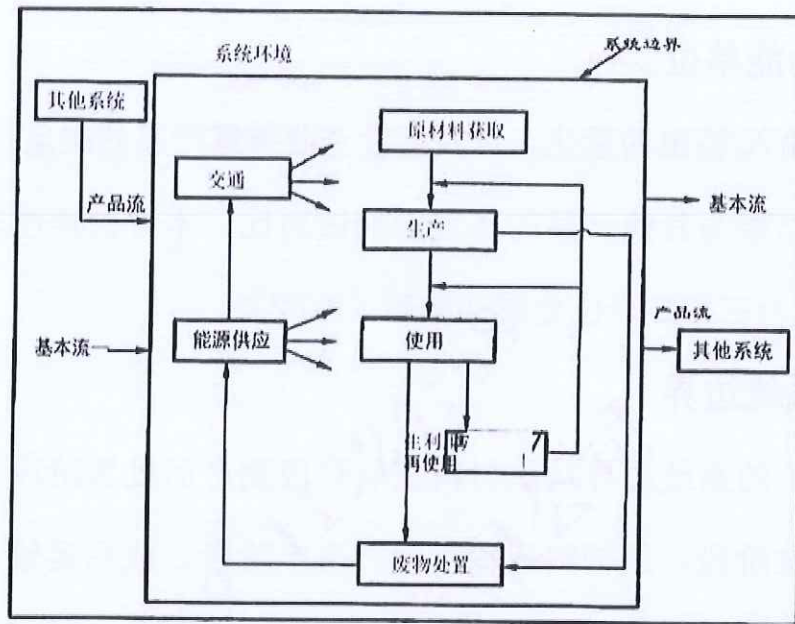 系统环境
系统边界
其他系统
原材料获取
交通
产品流
基本流
生产
产品流
基本流
能源供应
使用
其他系统
再使用
废物处置